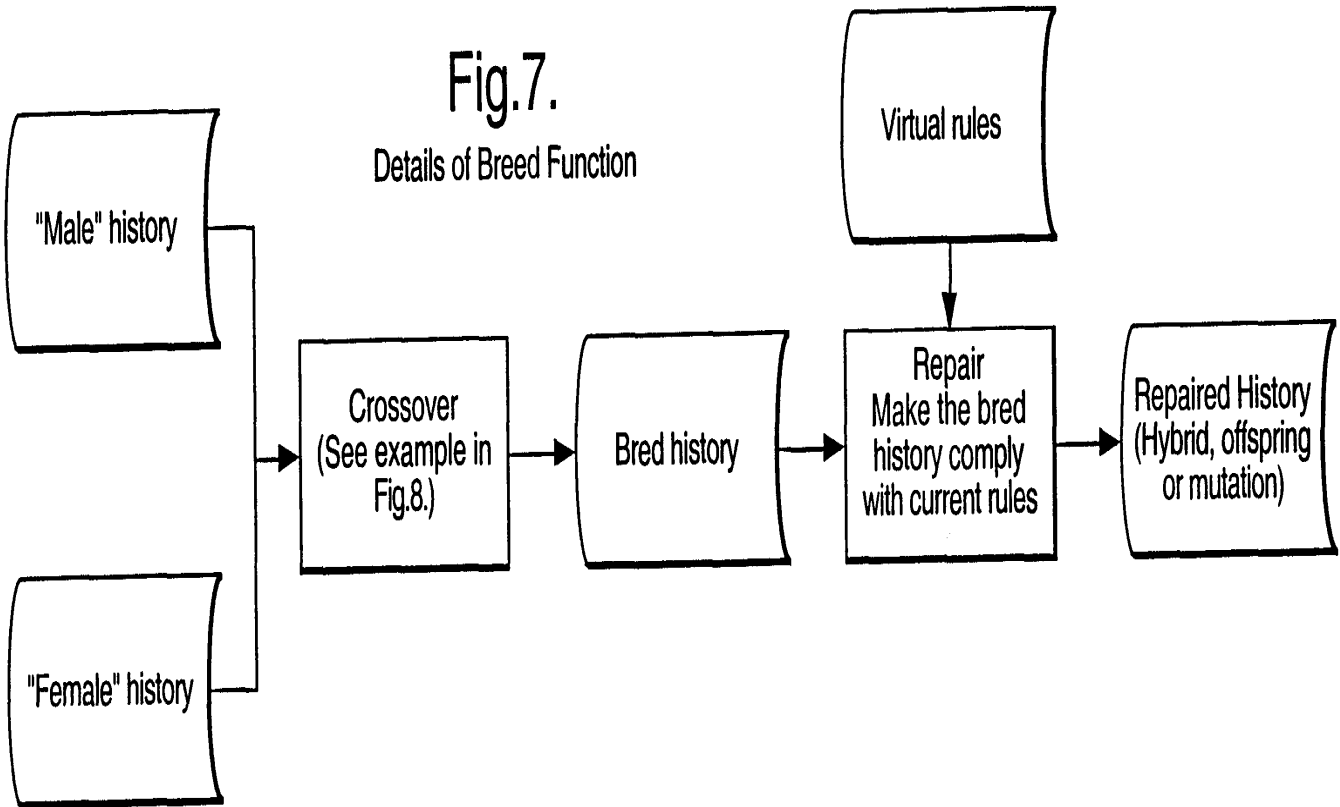 Fig.7.
Details of Breed Function
Virtual rules
"Male" history
"Female" history
Crossover
(See example in
Fig.8.)
Bred history
Repair
Make the bred
history comply
with current rules
Repaired History
(Hybrid, offspring
or mutation)